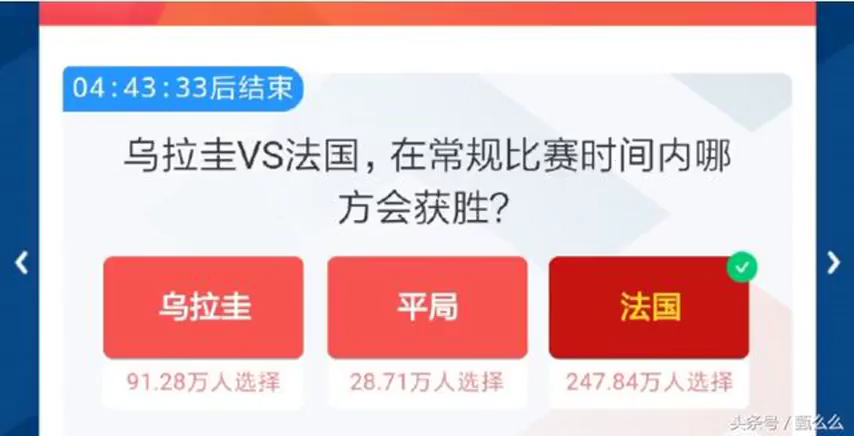 04:43:33后结束
乌拉圭VS法国，在常规比赛时间内哪
方会获胜？
乌拉圭
平局
法国
91.28万人选择
28.71万人选择
247.84万人选择
头条号 / 甄么么